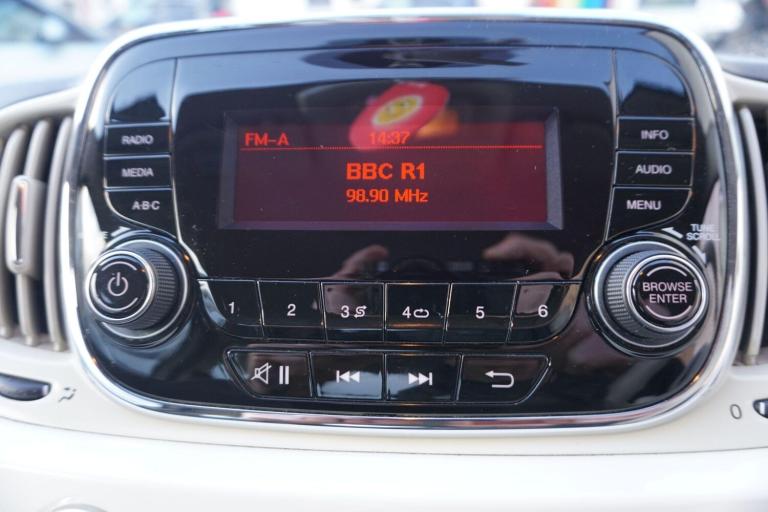 FM-A 14:37
BBC R1
98.90 MHz
RADIO
MEDIA
A·B·C
INFO
AUDIO
MENU
TUNE
SCROLL
BROWSE
ENTER
1 2 3 4 5 6
0